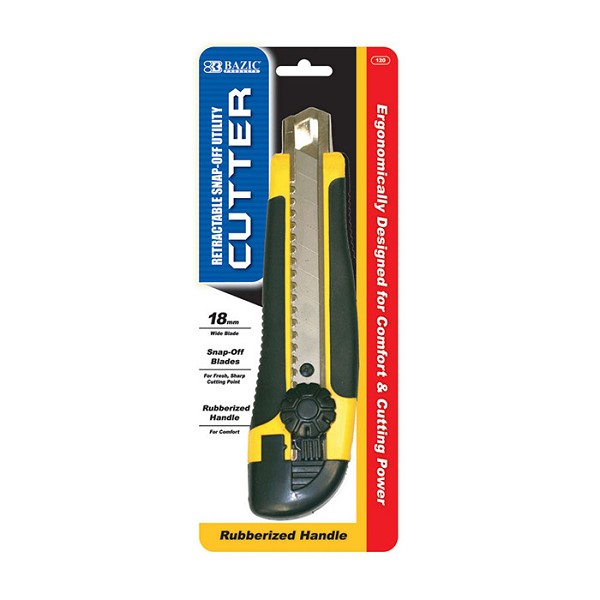 BAZIC
PRODUCTS
120
RETRACTABLE SNAP-OFF UTILITY
CUTTER
18mm
Wide Blade
Snap-Off
Blades
For Fresh, Sharp
Cutting Point
Rubberized
Handle
For Comfort
Ergonomically Designed for Comfort & Cutting Power
Rubberized Handle